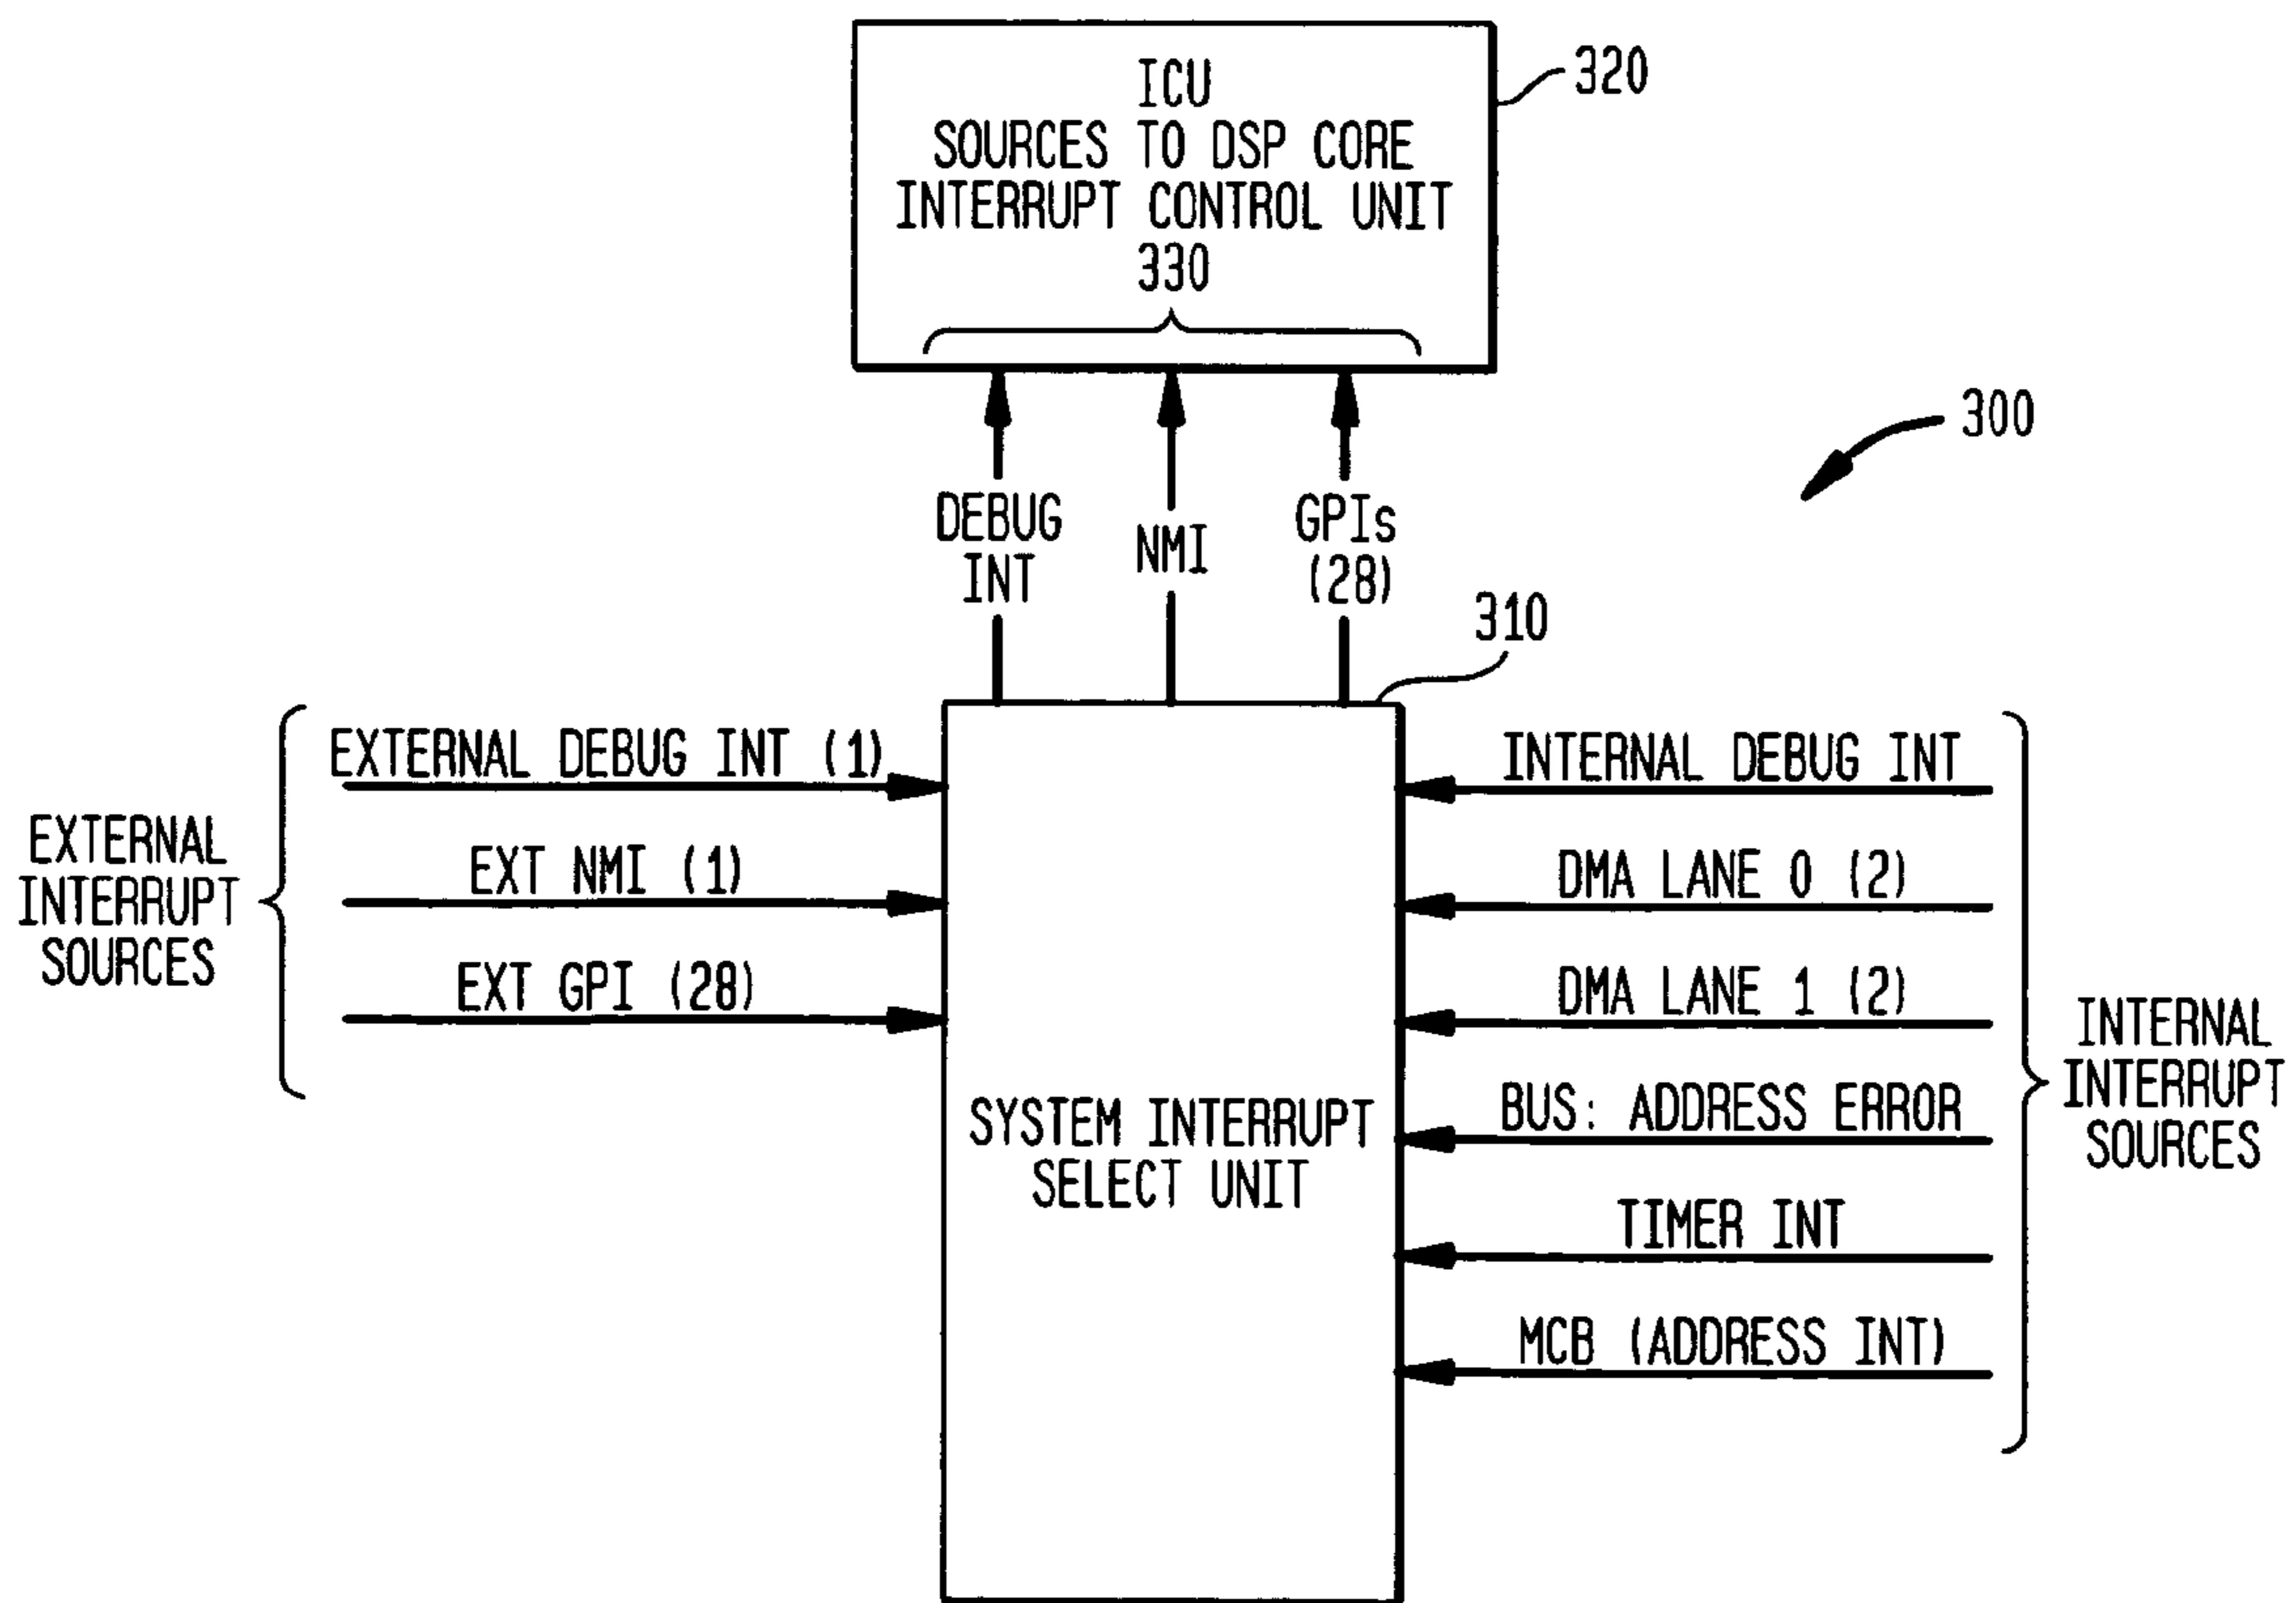 ICU
SOURCES TO DSP CORE
INTERRUPT CONTROL UNIT
330
320
300
DEBUG
INT
NMI
GPIs
(28)
310
EXTERNAL
INTERRUPT
SOURCES
EXTERNAL DEBUG INT (1)
EXT NMI (1)
EXT GPI (28)
SYSTEM INTERRUPT
SELECT UNIT
INTERNAL DEBUG INT
DMA LANE 0 (2)
DMA LANE 1 (2)
BUS: ADDRESS ERROR
TIMER INT
MCB (ADDRESS INT)
INTERNAL
INTERRUPT
SOURCES